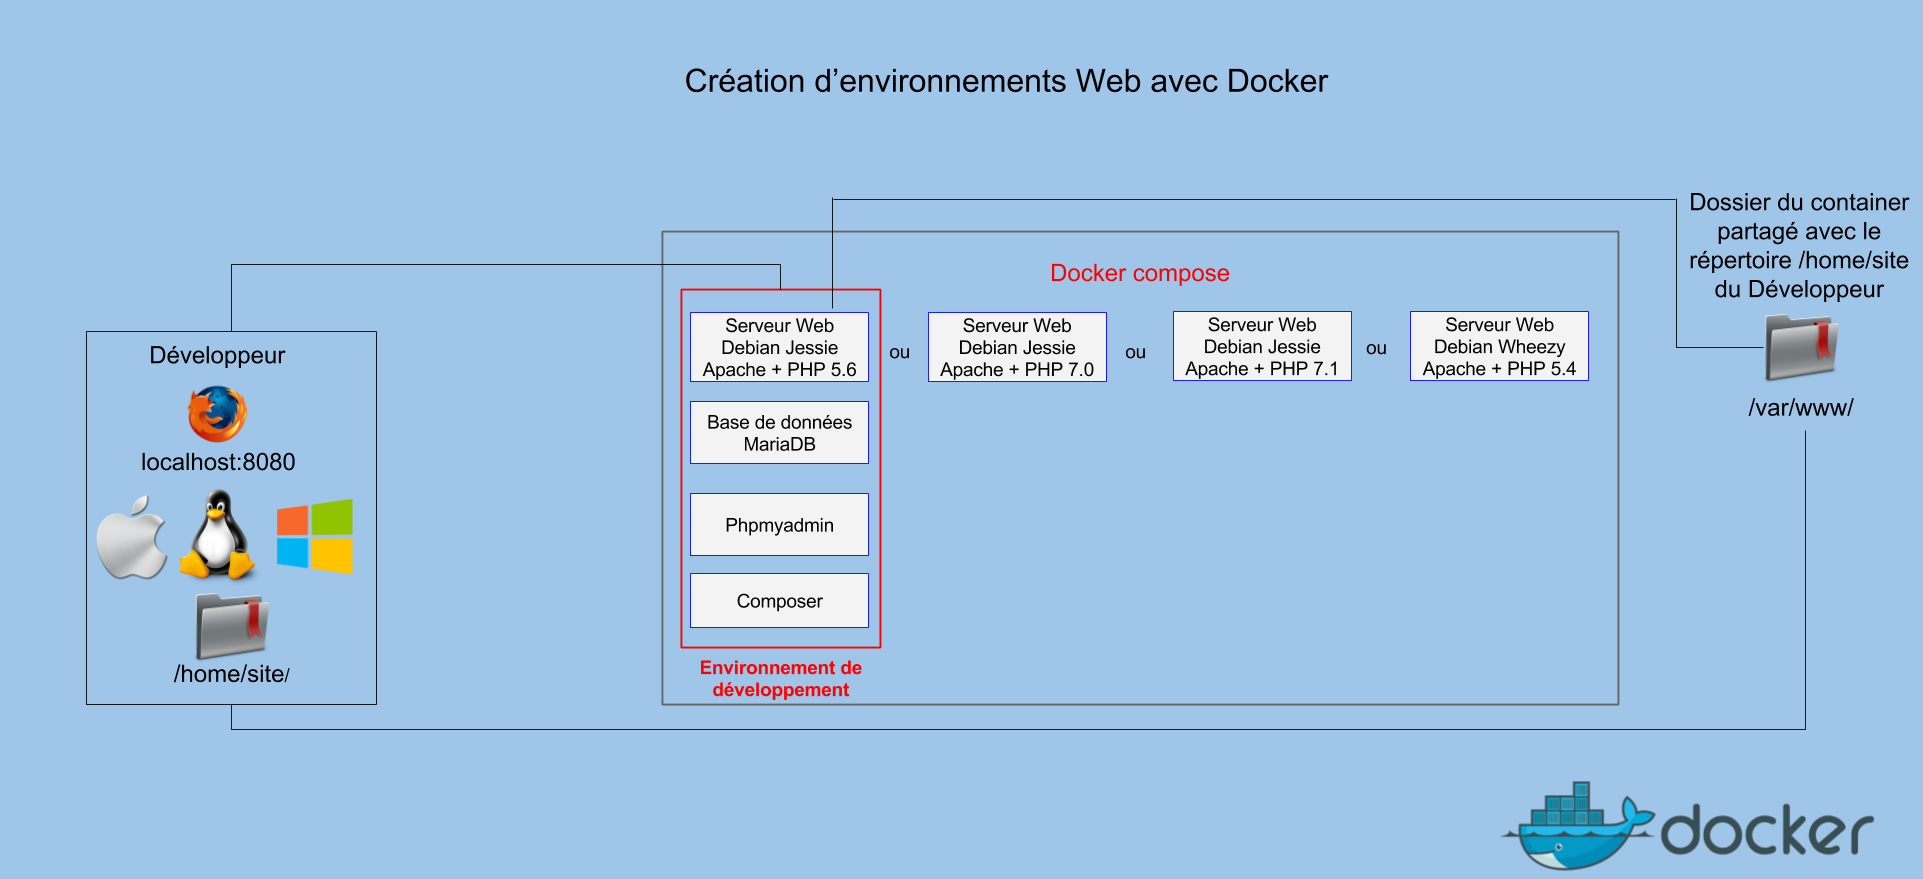 Création d’environnements Web avec Docker
Dossier du container
partagé avec le
répertoire /home/site
du Développeur
/var/www/
Docker compose
Développeur
localhost:8080
/home/site/
Serveur Web
Debian Jessie
Apache + PHP 5.6
ou
Serveur Web
Debian Jessie
Apache + PHP 7.0
ou
Serveur Web
Debian Jessie
Apache + PHP 7.1
ou
Serveur Web
Debian Wheezy
Apache + PHP 5.4
Base de données
MariaDB
Phpmyadmin
Composer
Environnement de
développement
docker